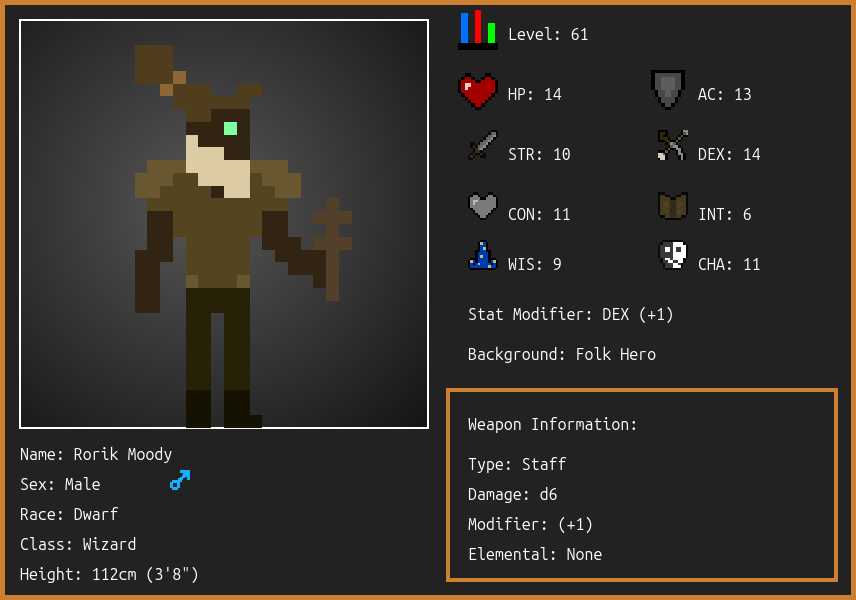 Level: 61
HP: 14
AC: 13
STR: 10
DEX: 14
CON: 11
INT: 6
WIS: 9
CHA: 11
Stat Modifier: DEX (+1)
Background: Folk Hero
Weapon Information:
Type: Staff
Damage: d6
Modifier: (+1)
Elemental: None
Name: Rorik Moody
Sex: Male
Race: Dwarf
Class: Wizard
Height: 112cm (3'8")